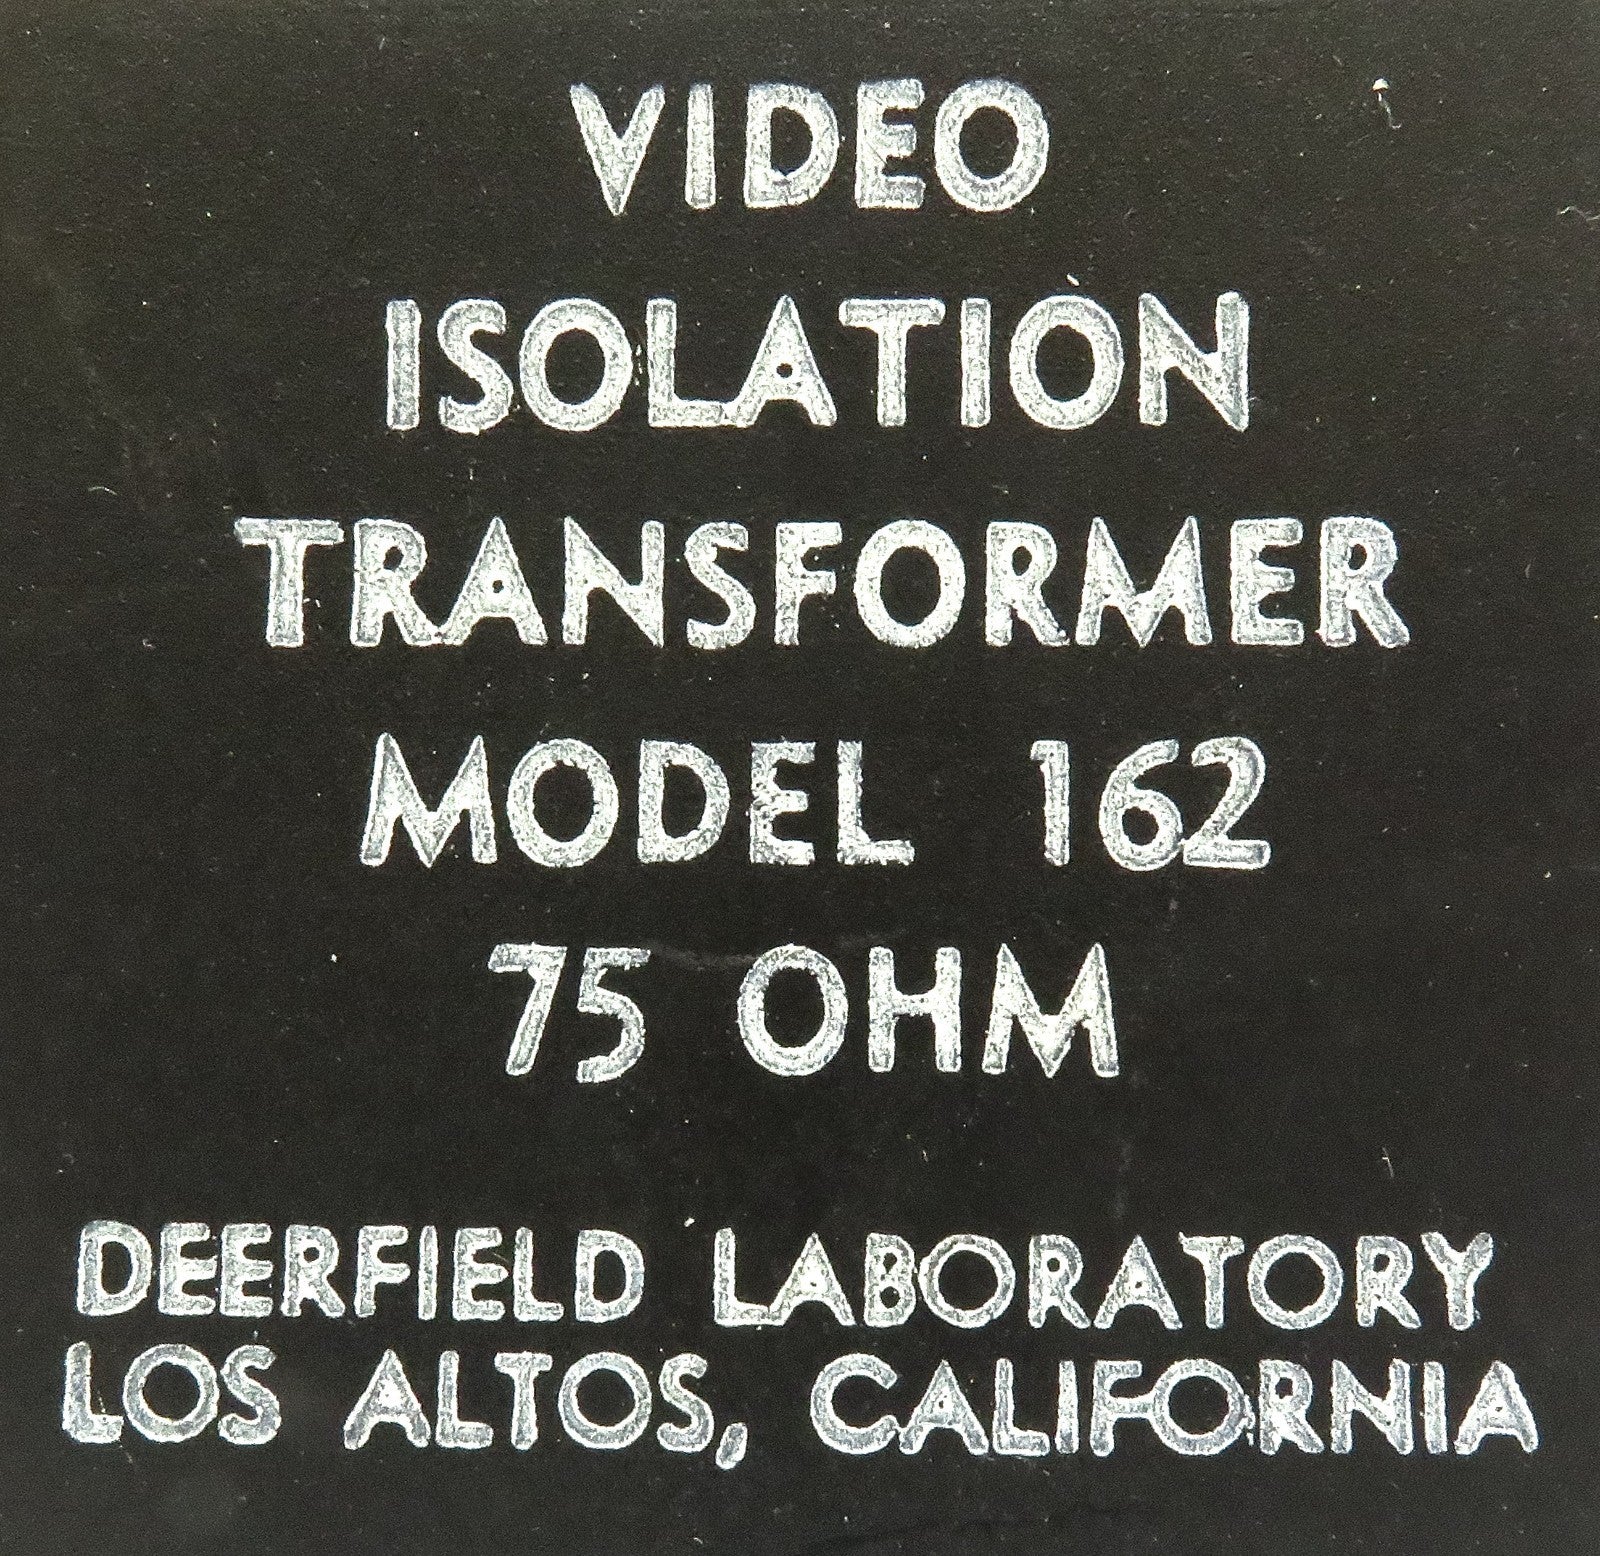 VIDEO
ISOLATION
TRANSFORMER
MODEL 162
75 OHM
DEERFIELD LABORATORY
LOS ALTOS, CALIFORNIA